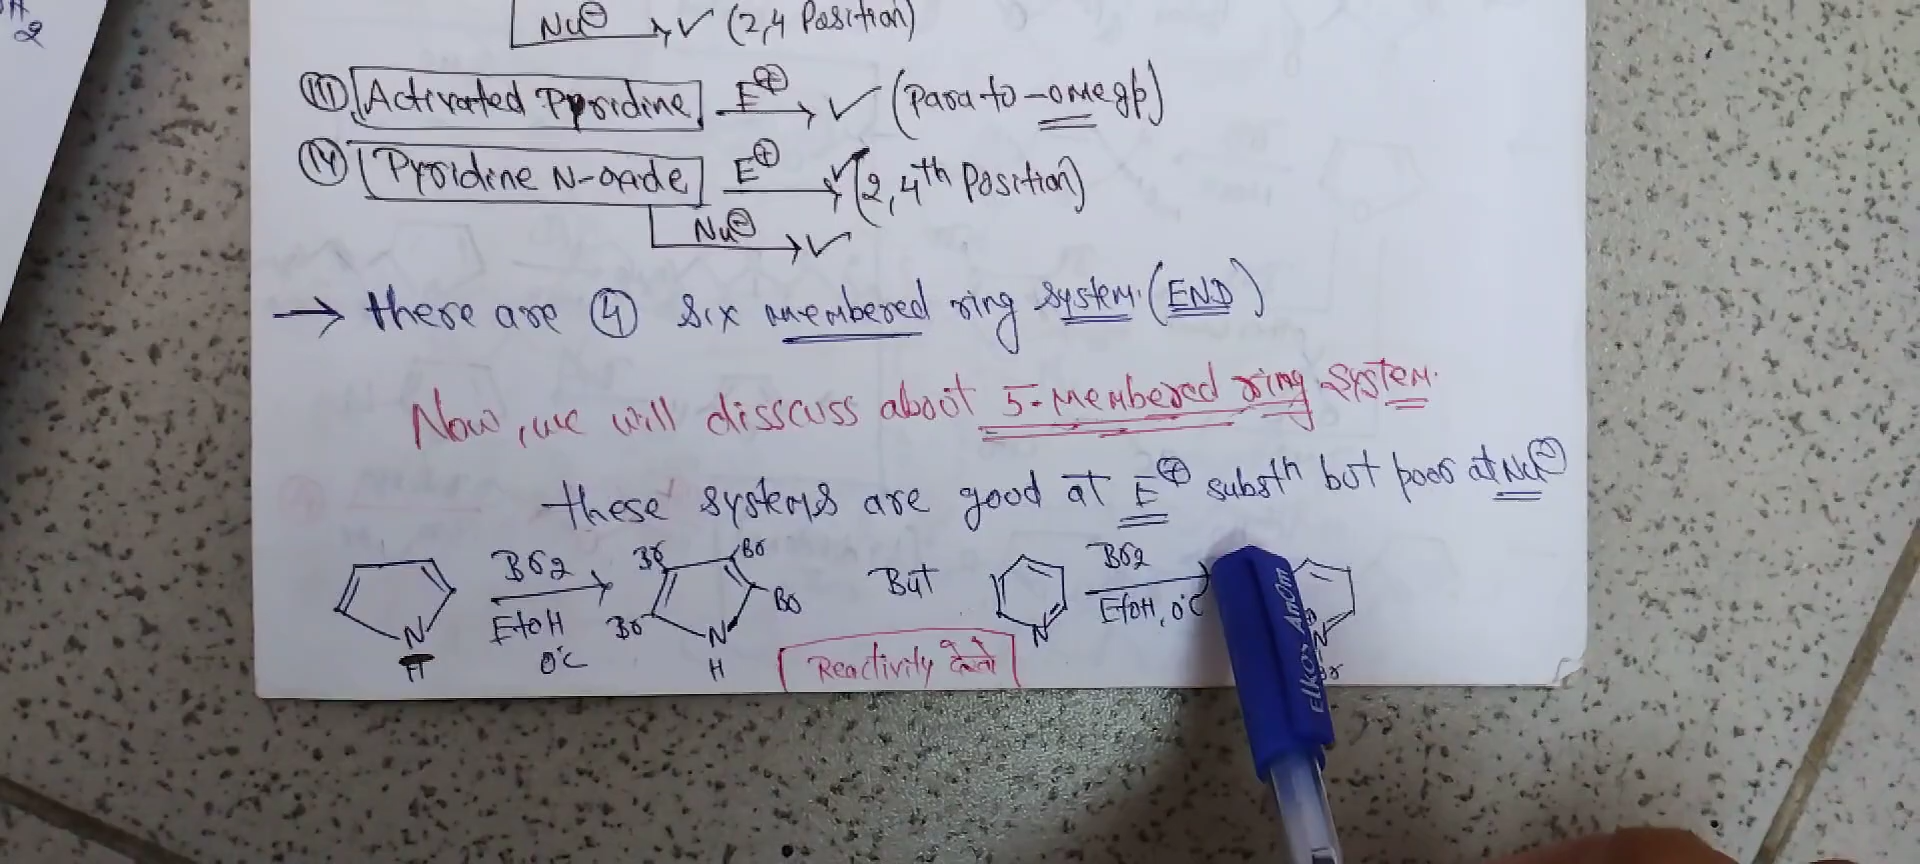 H
2
Nu⊖ → ✓ (2,4 Position)
(III) Activated Pyridine E⊕ → ✓ (Para to -OMe gp)
(IV) Pyridine N-oxide E⊕ → ✓ (2,4th Position)
Nu⊖ → ✓
→ there are ④ six membered ring system. (END)
Now, we will disscuss about 5-Membered ring system.
these systems are good at E⊕ substn but poor at Nu⊖
N H Br2 EtOH 0°C → Br Br Br Br N H But N Br2 EtOH, 0°C → N⊕ Br
Reactivity देखो
Elkos AnOm